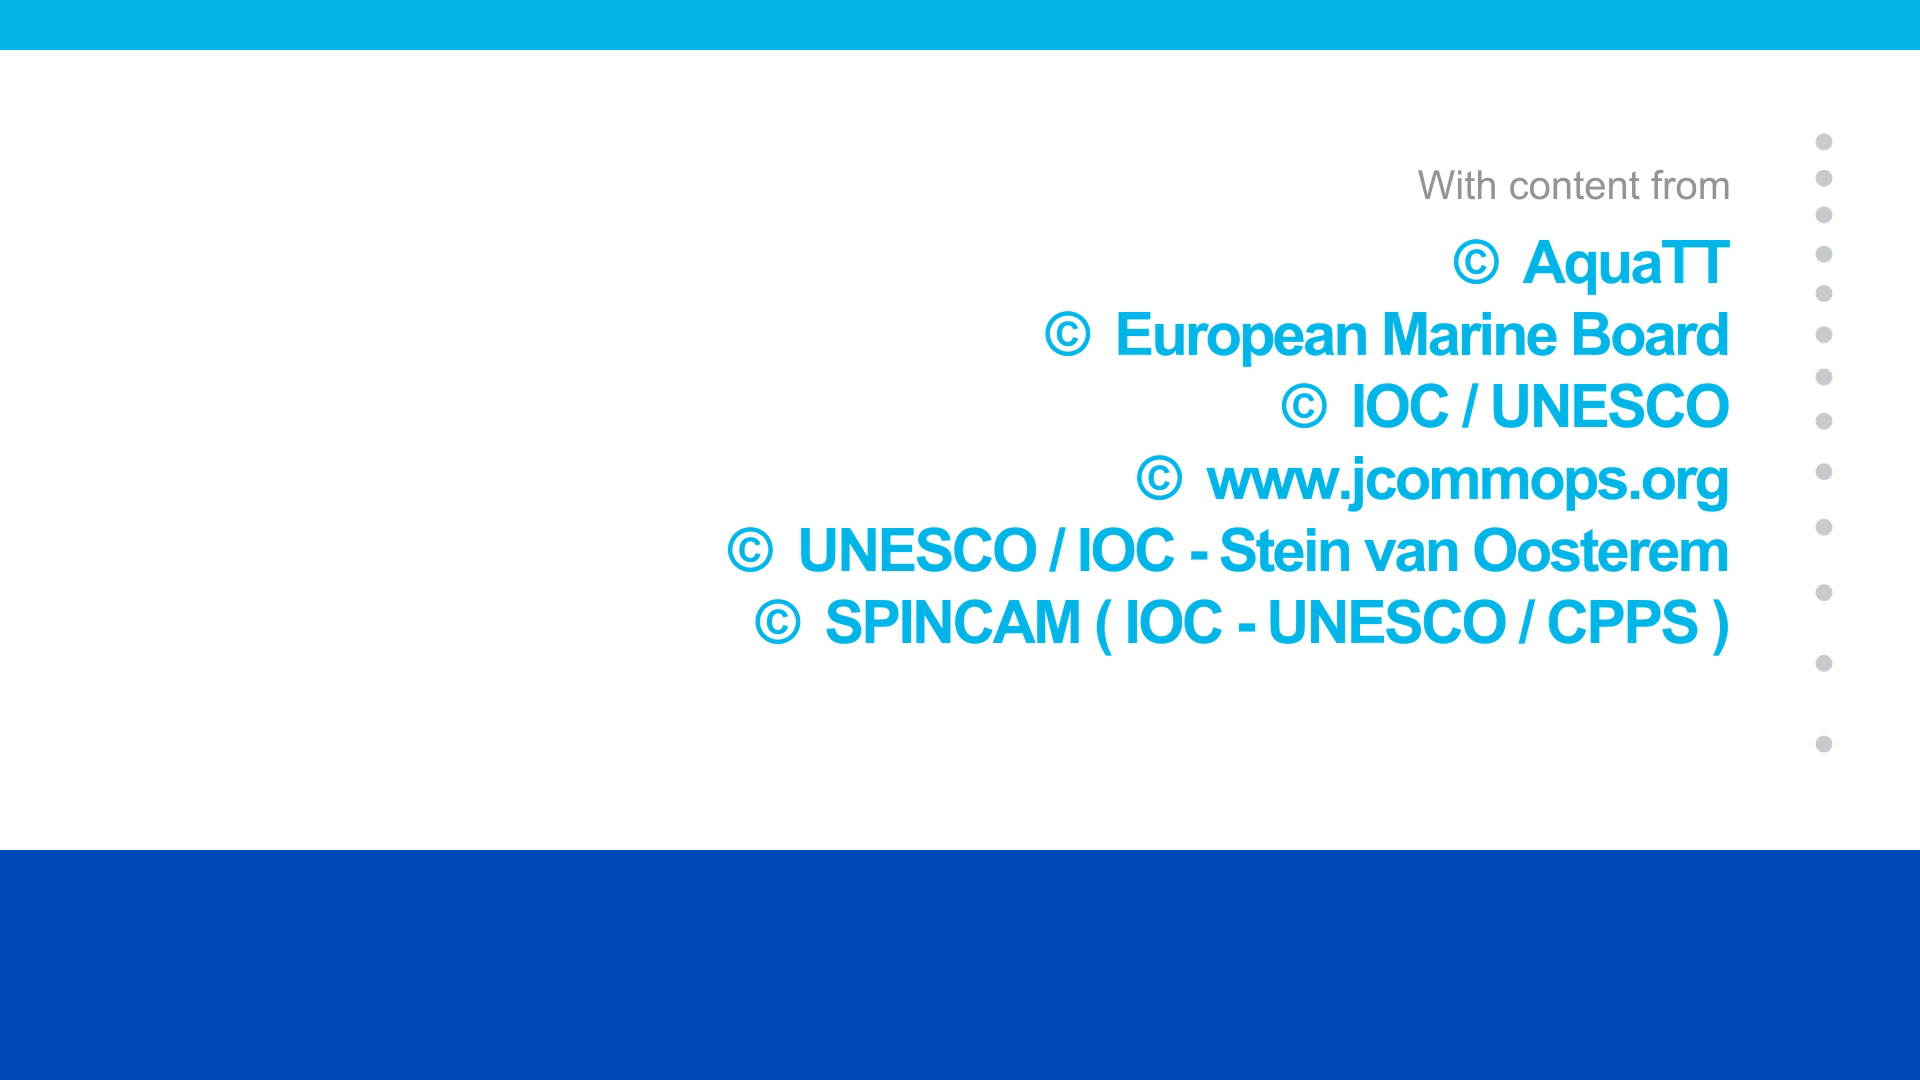 With content from
© AquaTT
© European Marine Board
© IOC / UNESCO
© www.jcommops.org
© UNESCO / IOC - Stein van Oosterem
© SPINCAM ( IOC - UNESCO / CPPS )